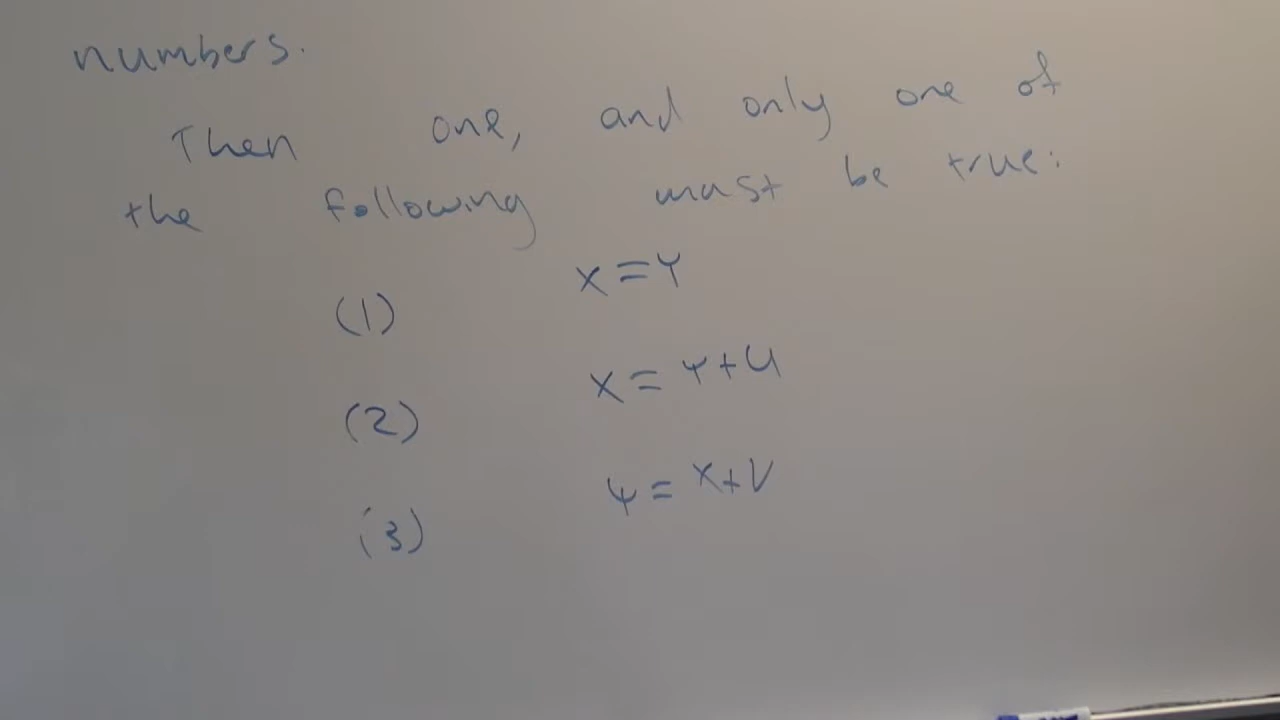 numbers.
Then one, and only one of
the following must be true:
(1) x=y
(2) x=y+u
(3) y=x+v